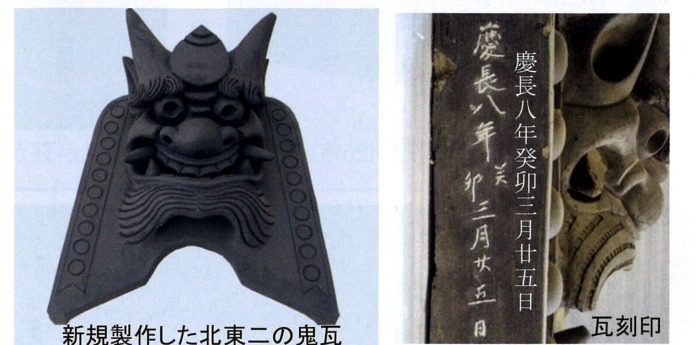 慶長八年
癸
卯三月廿五日
慶長八年癸卯三月廿五日
瓦刻印
新規製作した北東二の鬼瓦